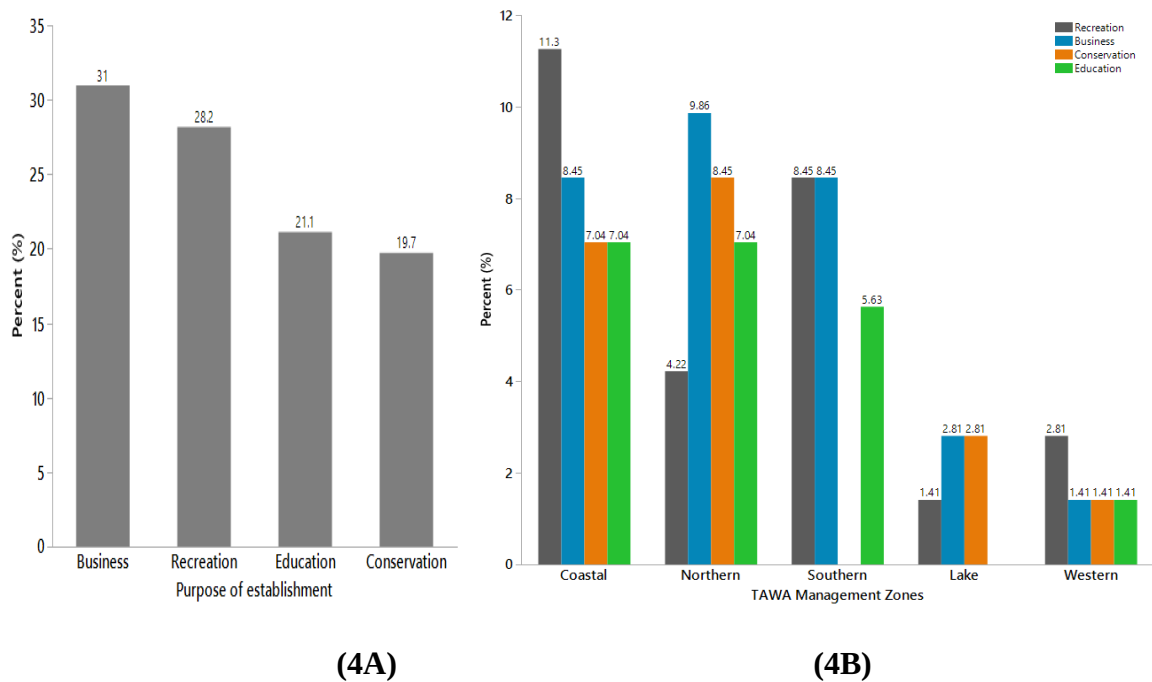 35
30
25
20
15
10
5
0
Percent (%)
31
28.2
21.1
19.7
Business Recreation Education Conservation
Purpose of establishment
12
10
8
6
4
2
0
Percent (%)
Recreation
Business
Conservation
Education
11.3
8.45
7.04 7.04
4.22
9.86
8.45
7.04
8.45 8.45
5.63
1.41
2.81 2.81
2.81
1.41 1.41 1.41
Coastal Northern Southern Lake Western
TAWA Management Zones
(4A) (4B)